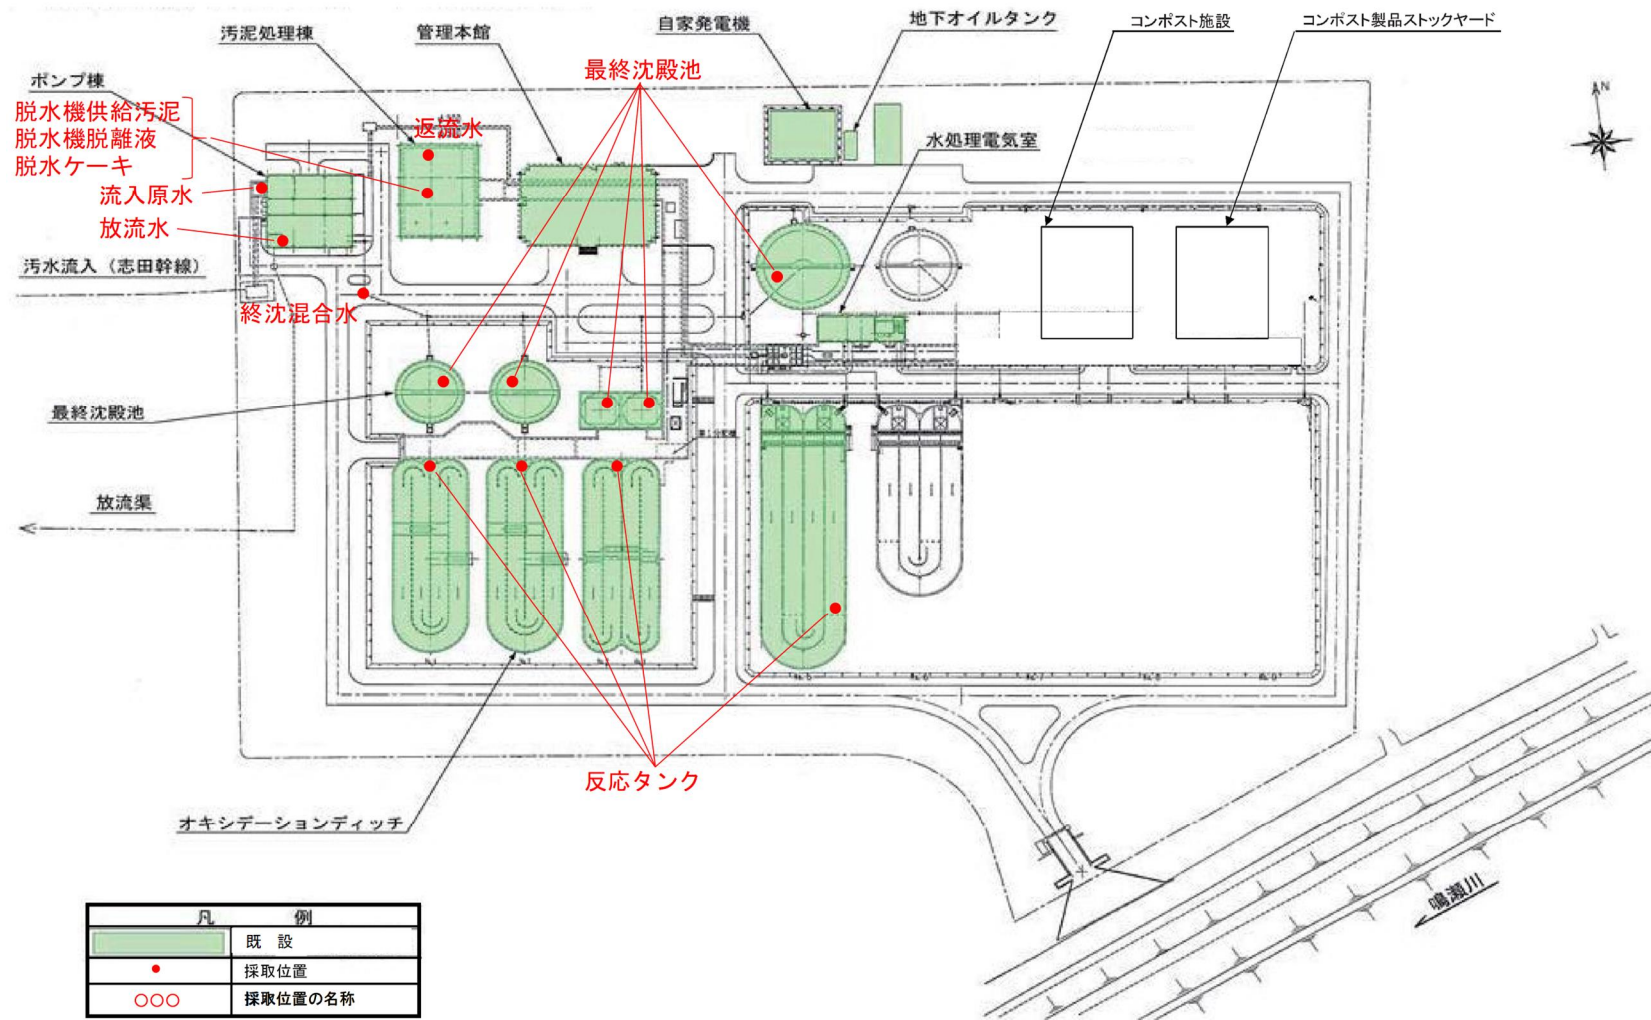 汚泥処理棟
管理本館
自家発電機
地下オイルタンク
コンポスト施設
コンポスト製品ストックヤード
ポンプ棟
最終沈殿池
脱水機供給汚泥
脱水機脱離液
脱水ケーキ
返流水
水処理電気室
流入原水
放流水
汚水流入（志田幹線）
終沈混合水
最終沈殿池
放流渠
反応タンク
オキシデーションディッチ
鳴瀬川
凡 例
既 設
採取位置
○○○ 採取位置の名称